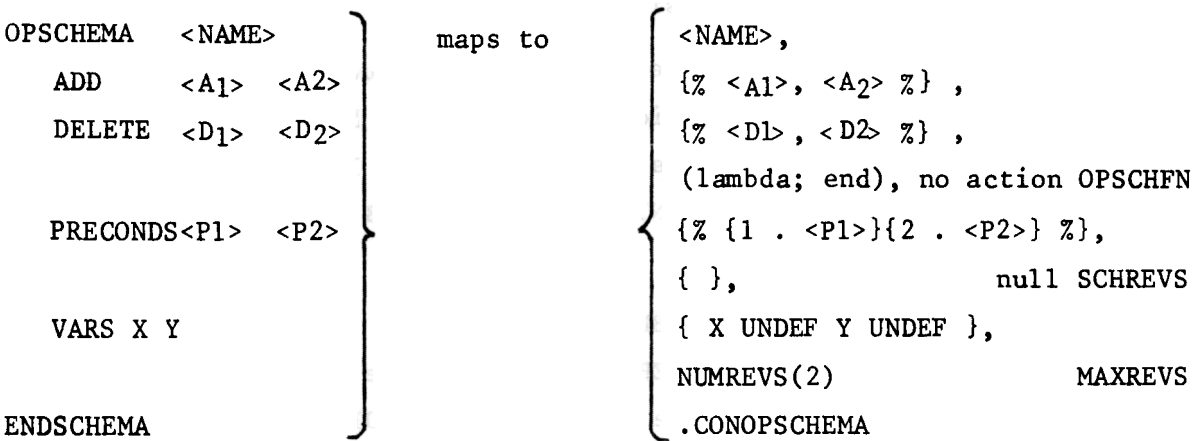 OPSCHEMA <NAME> maps to <NAME>,
ADD <A1> <A2> {% <A1>, <A2> %} ,
DELETE <D1> <D2> {% <D1> , <D2> %} ,
(lambda; end), no action OPSCHFN
PRECONDS<P1> <P2> {% {1 . <P1>}{2 . <P2>} %},
{ }, null SCHREVS
VARS X Y { X UNDEF Y UNDEF },
NUMREVS(2) MAXREVS
ENDSCHEMA .CONOPSCHEMA